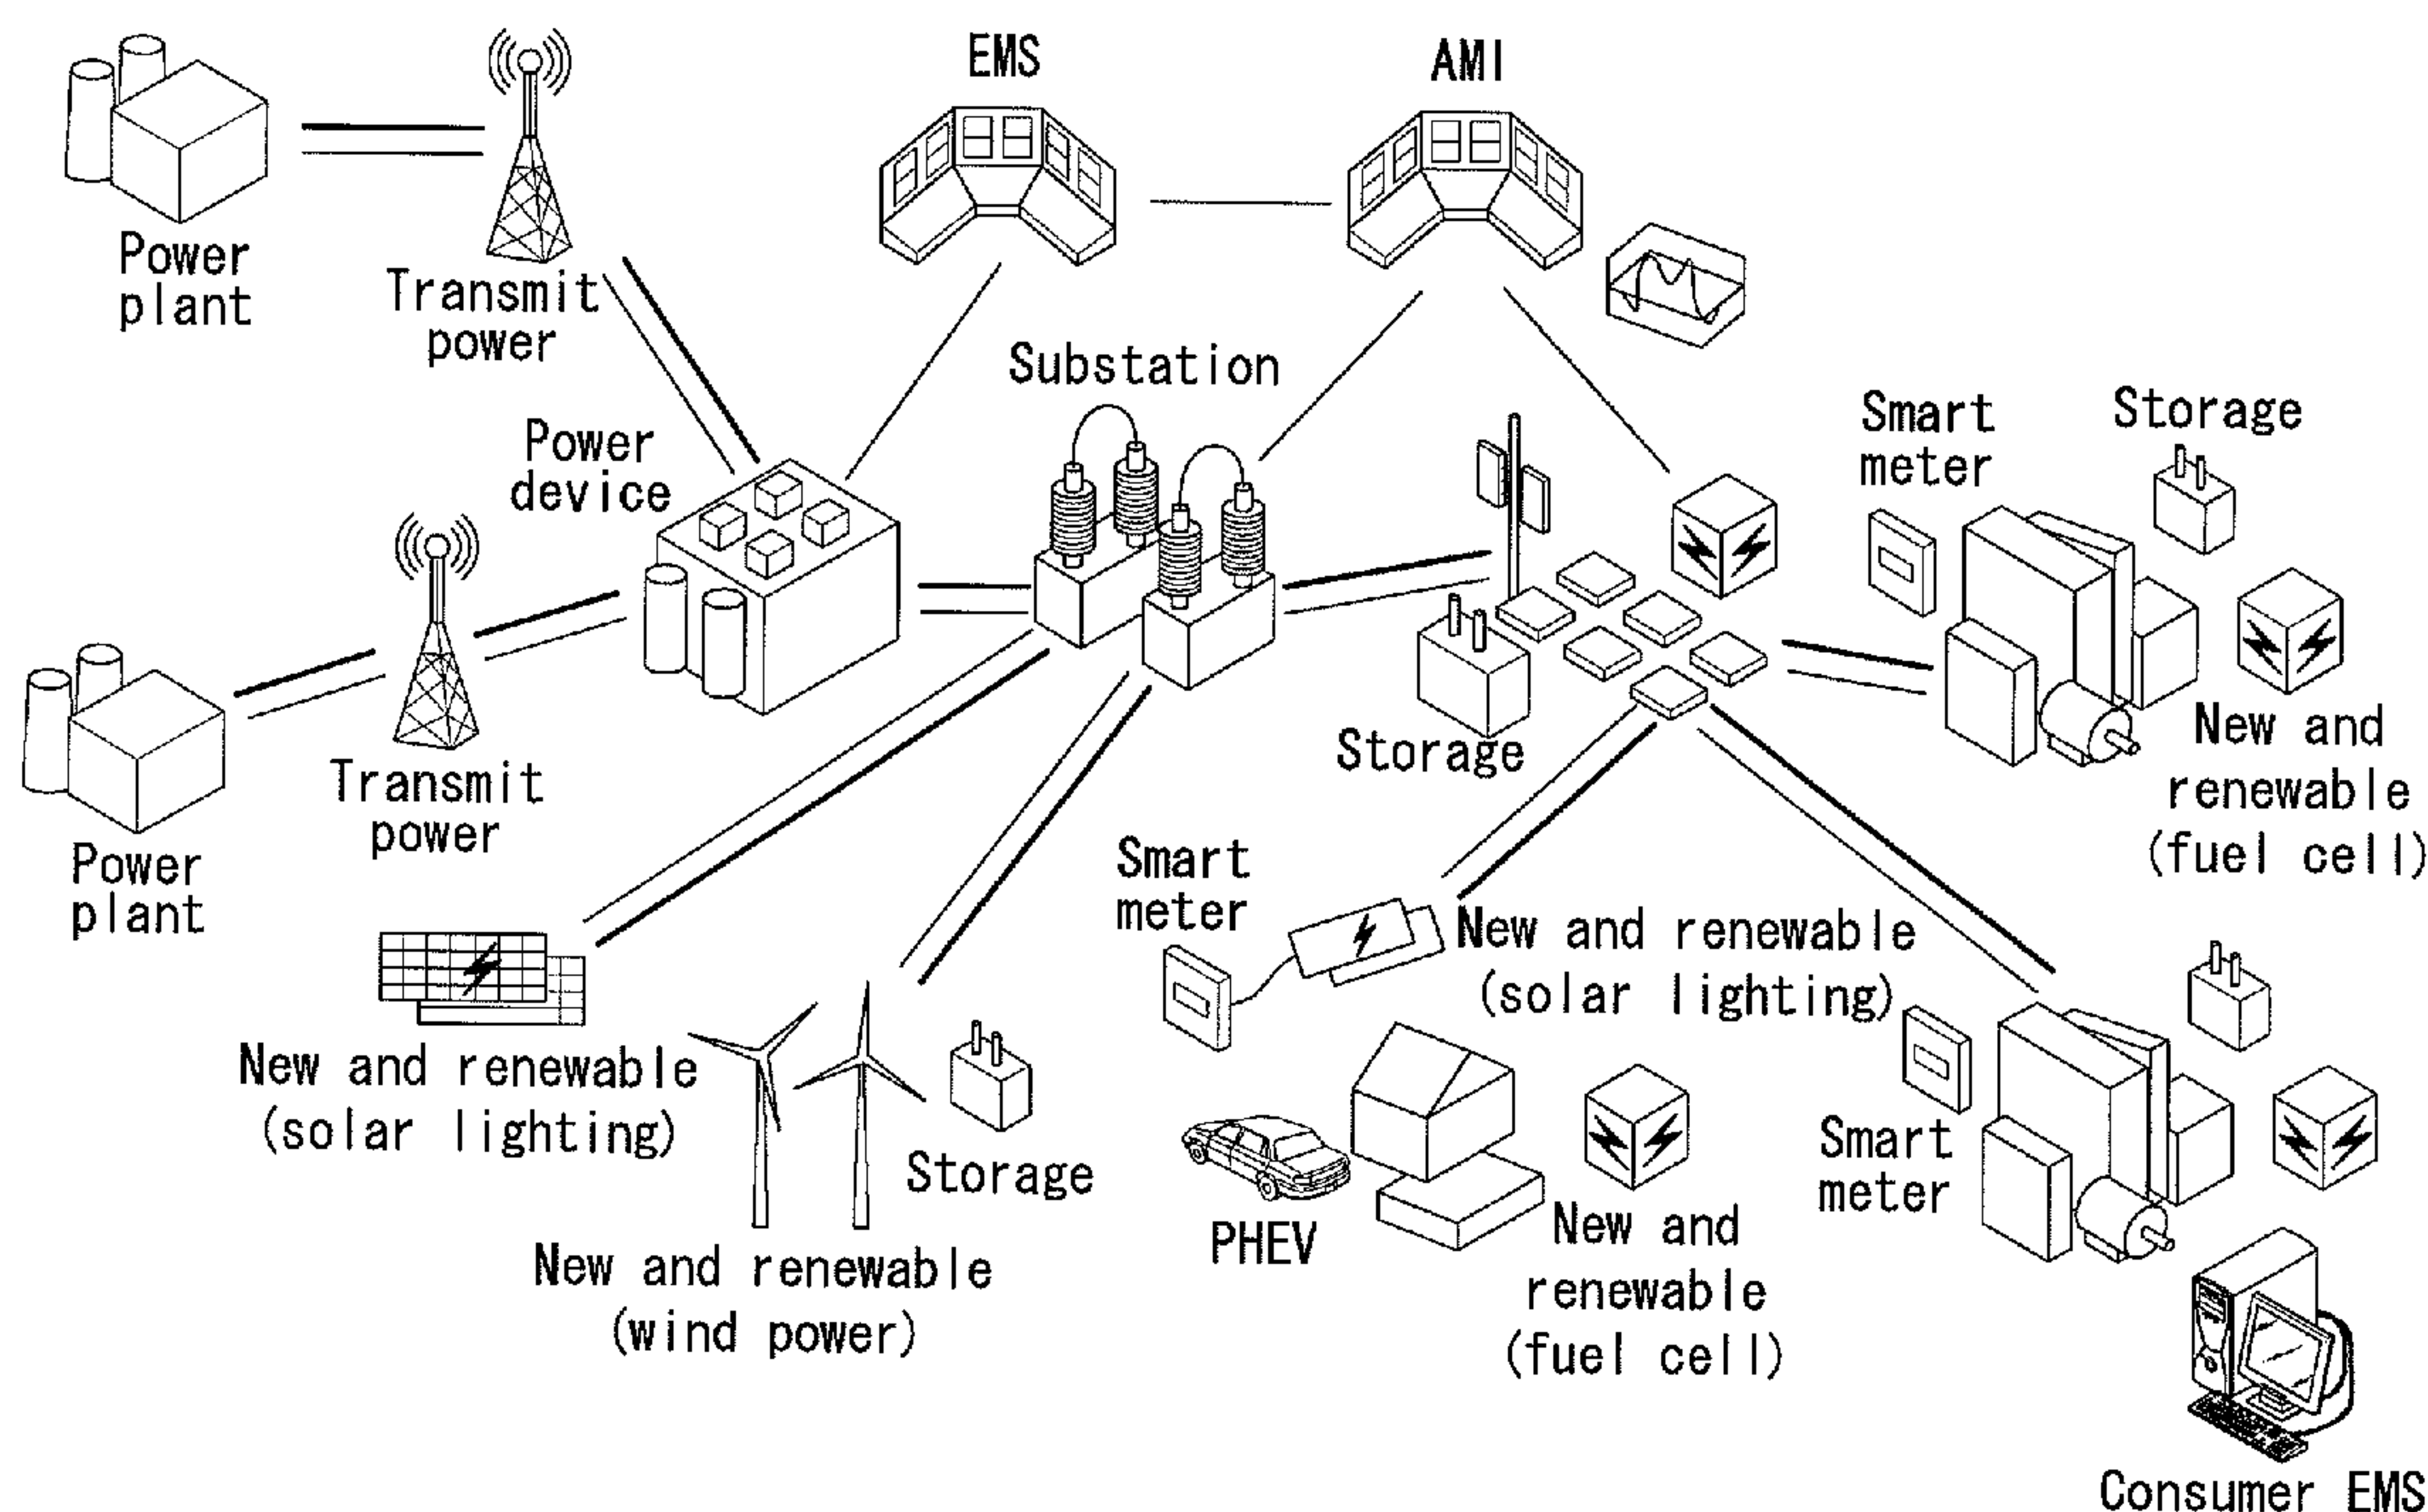 EMS
AMI
Power
plant
Transmit
power
Substation
Power
device
Smart
meter
Storage
Storage
New and
renewable
(fuel cell)
Transmit
power
Power
plant
Smart
meter
New and renewable
(solar lighting)
New and renewable
(solar lighting)
Storage
PHEV
New and
renewable
(fuel cell)
Smart
meter
New and renewable
(wind power)
Consumer EMS